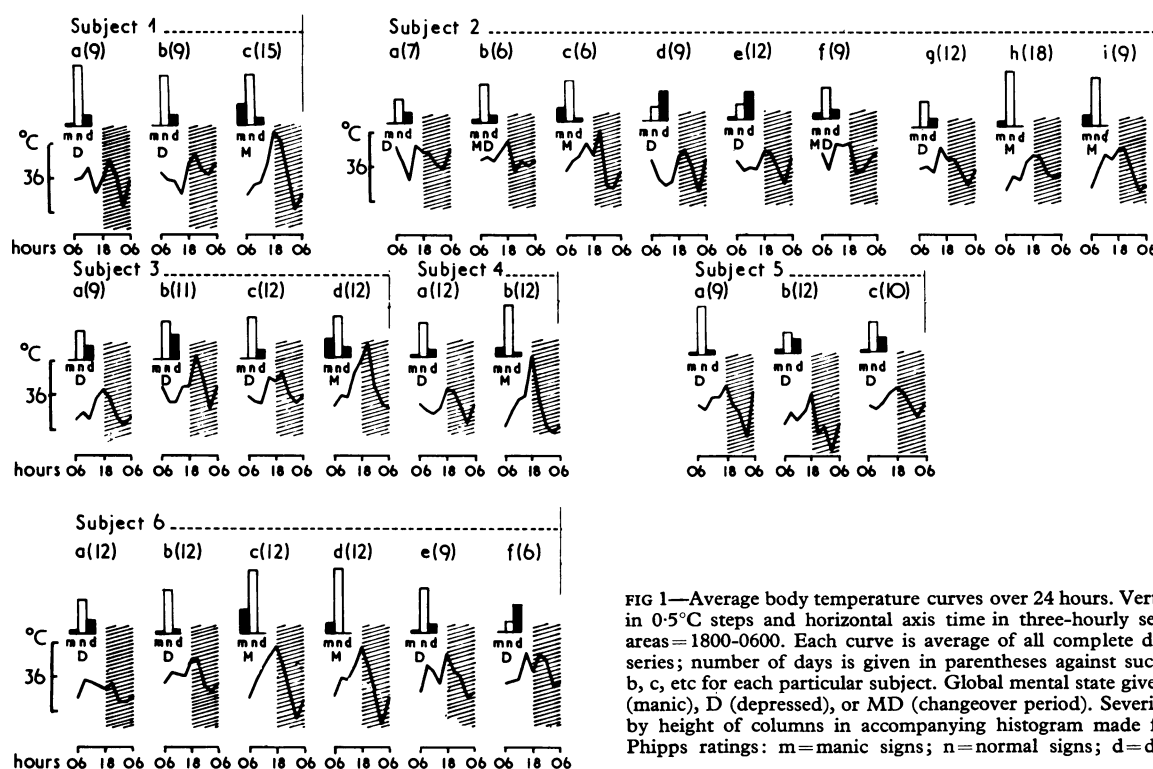 Subject 1
Subject 2
a(9) b(9) c(15) a(7) b(6) c(6) d(9) e(12) f(9) g(12) h(18) i(9)
mnd mnd mnd mnd mnd mnd mnd mnd mnd mnd mnd mnd
°C D D M °C D MD M D D MD D M M
36 36
hours 06 18 06 06 18 06 06 18 06 06 18 06 06 18 06 06 18 06 06 18 06 06 18 06 06 18 06 06 18 06 06 18 06 06 18 06
Subject 3 Subject 4 Subject 5
a(9) b(11) c(12) d(12) a(12) b(12) a(9) b(12) c(10)
mnd mnd mnd mnd mnd mnd mnd mnd mnd
°C D D D M D M D D D
36
hours 06 18 06 06 18 06 06 18 06 06 18 06 06 18 06 06 18 06 06 18 06 06 18 06 06 18 06
Subject 6
a(12) b(12) c(12) d(12) e(9) f(6)
mnd mnd mnd mnd mnd mnd
°C D D M M D D
36
hours 06 18 06 06 18 06 06 18 06 06 18 06 06 18 06 06 18 06
FIG 1—Average body temperature curves over 24 hours. Vert
in 0·5°C steps and horizontal axis time in three-hourly se
areas=1800-0600. Each curve is average of all complete d
series; number of days is given in parentheses against suc
b, c, etc for each particular subject. Global mental state give
(manic), D (depressed), or MD (changeover period). Severi
by height of columns in accompanying histogram made f
Phipps ratings: m=manic signs; n=normal signs; d=d